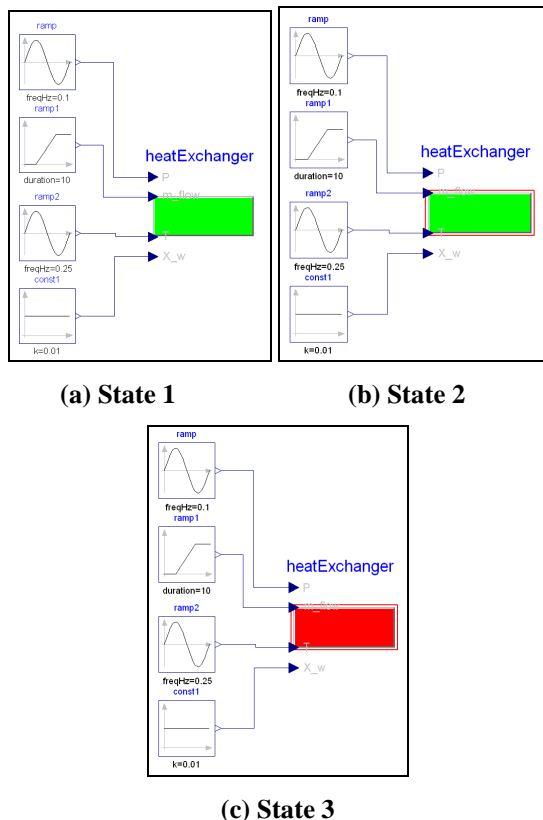 ramp
freqHz=0.1
ramp1
duration=10
ramp2
freqHz=0.25
const1
k=0.01
heatExchanger
P
m_flow
T
X_w
(a) State 1
ramp
freqHz=0.1
ramp1
duration=10
ramp2
freqHz=0.25
const1
k=0.01
heatExchanger
P
m_flow
T
X_w
(b) State 2
ramp
freqHz=0.1
ramp1
duration=10
ramp2
freqHz=0.25
const1
k=0.01
heatExchanger
P
m_flow
T
X_w
(c) State 3